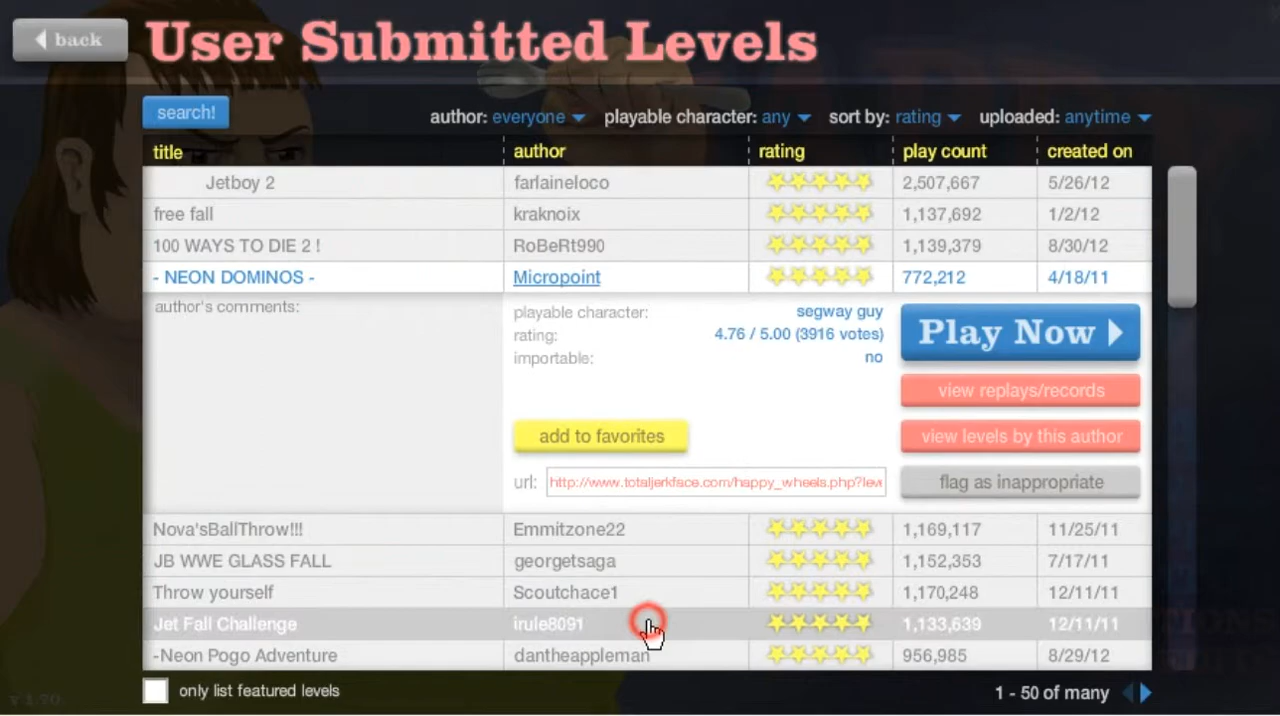 back
User Submitted Levels
search!
author: everyone playable character: any sort by: rating uploaded: anytime
title author rating play count created on
Jetboy 2 farlaineloco 2,507,667 5/26/12
free fall kraknoix 1,137,692 1/2/12
100 WAYS TO DIE 2 ! RoBeRt990 1,139,379 8/30/12
- NEON DOMINOS - Micropoint 772,212 4/18/11
author's comments:
playable character: segway guy
rating: 4.76 / 5.00 (3916 votes)
importable: no
Play Now
view replays/records
add to favorites
view levels by this author
url: http://www.totaljerkface.com/happy_wheels.php?lev
flag as inappropriate
Nova'sBallThrow!!! Emmitzone22 1,169,117 11/25/11
JB WWE GLASS FALL georgetsaga 1,152,353 7/17/11
Throw yourself Scoutchace1 1,170,248 12/11/11
Jet Fall Challenge irule8091 1,133,639 12/11/11
-Neon Pogo Adventure dantheappleman 956,985 8/29/12
only list featured levels
1 - 50 of many